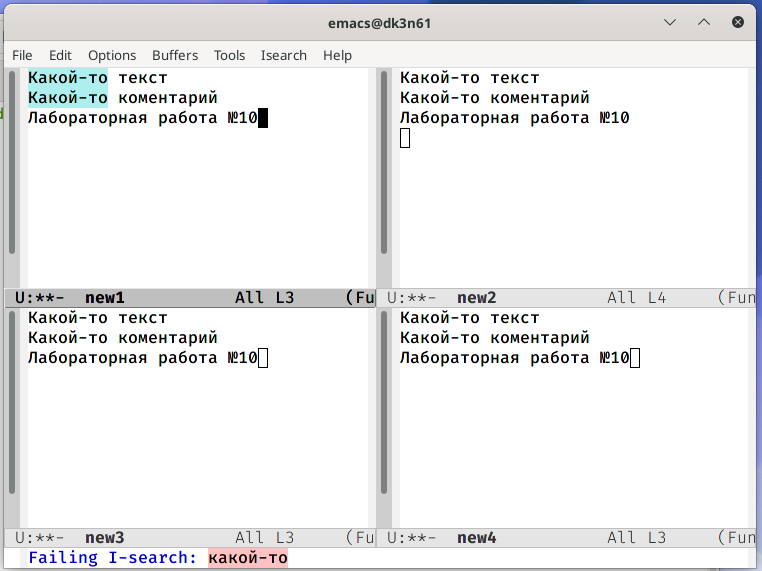 emacs@dk3n61
File Edit Options Buffers Tools Isearch Help
Какой-то текст
Какой-то коментарий
Лабораторная работа №10
U:**- new1 All L3 (Fu
Какой-то текст
Какой-то коментарий
Лабораторная работа №10
U:**- new2 All L4 (Fun
Какой-то текст
Какой-то коментарий
Лабораторная работа №10
U:**- new3 All L3 (Fu
Какой-то текст
Какой-то коментарий
Лабораторная работа №10
U:**- new4 All L3 (Fun
Failing I-search: какой-то